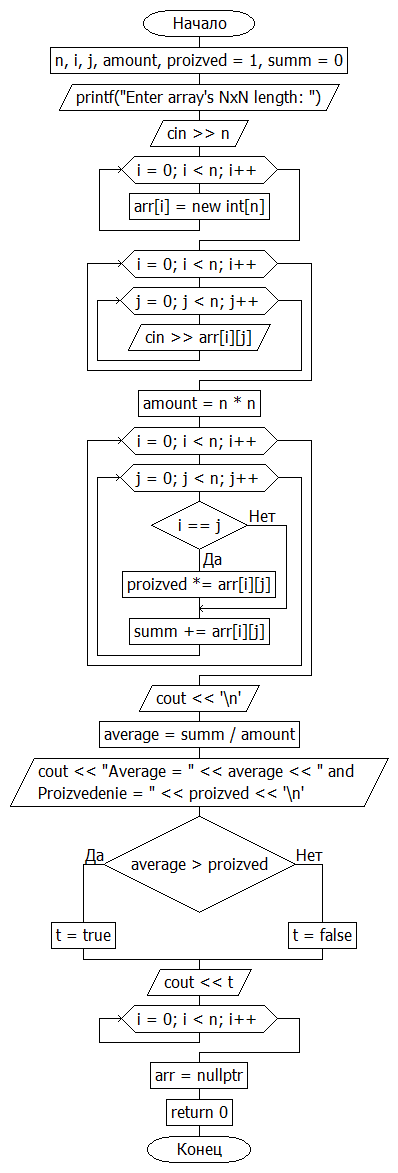 Начало
n, i, j, amount, proizved = 1, summ = 0
printf("Enter array's NxN length: ")
cin >> n
i = 0; i < n; i++
arr[i] = new int[n]
i = 0; i < n; i++
j = 0; j < n; j++
cin >> arr[i][j]
amount = n * n
i = 0; i < n; i++
j = 0; j < n; j++
i == j
Нет
Да
proizved *= arr[i][j]
summ += arr[i][j]
cout << '\n'
average = summ / amount
cout << "Average = " << average << " and
Proizvedenie = " << proizved << '\n'
Да
average > proizved
Нет
t = true
t = false
cout << t
i = 0; i < n; i++
arr = nullptr
return 0
Конец